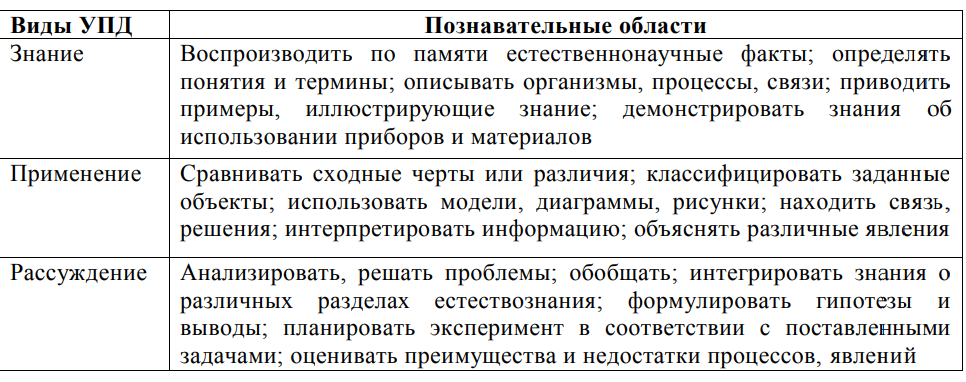 Виды УПД Познавательные области
Знание Воспроизводить по памяти естественнонаучные факты; определять
понятия и термины; описывать организмы, процессы, связи; приводить
примеры, иллюстрирующие знание; демонстрировать знания об
использовании приборов и материалов
Применение Сравнивать сходные черты или различия; классифицировать заданные
объекты; использовать модели, диаграммы, рисунки; находить связь,
решения; интерпретировать информацию; объяснять различные явления
Рассуждение Анализировать, решать проблемы; обобщать; интегрировать знания о
различных разделах естествознания; формулировать гипотезы и
выводы; планировать эксперимент в соответствии с поставленными
задачами; оценивать преимущества и недостатки процессов, явлений